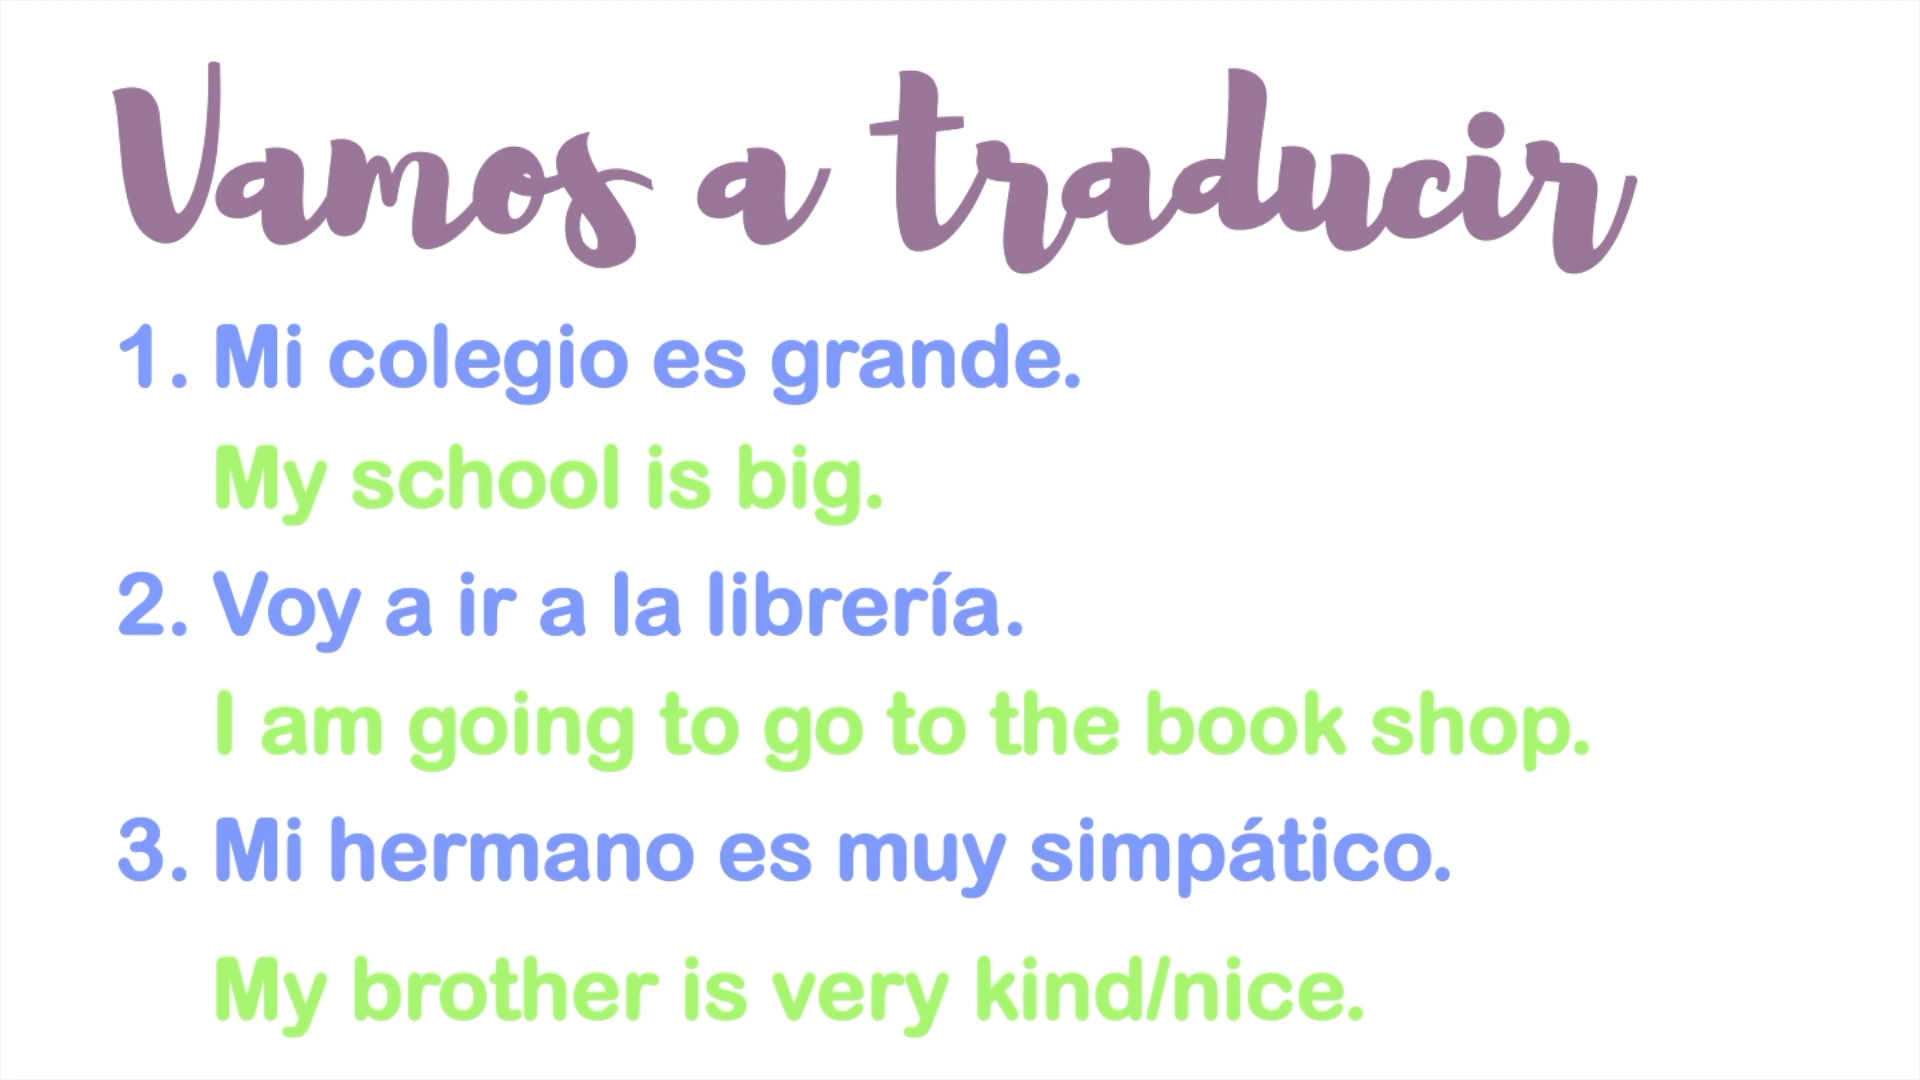 Vamos a traducir
1. Mi colegio es grande.
My school is big.
2. Voy a ir a la librería.
I am going to go to the book shop.
3. Mi hermano es muy simpático.
My brother is very kind/nice.